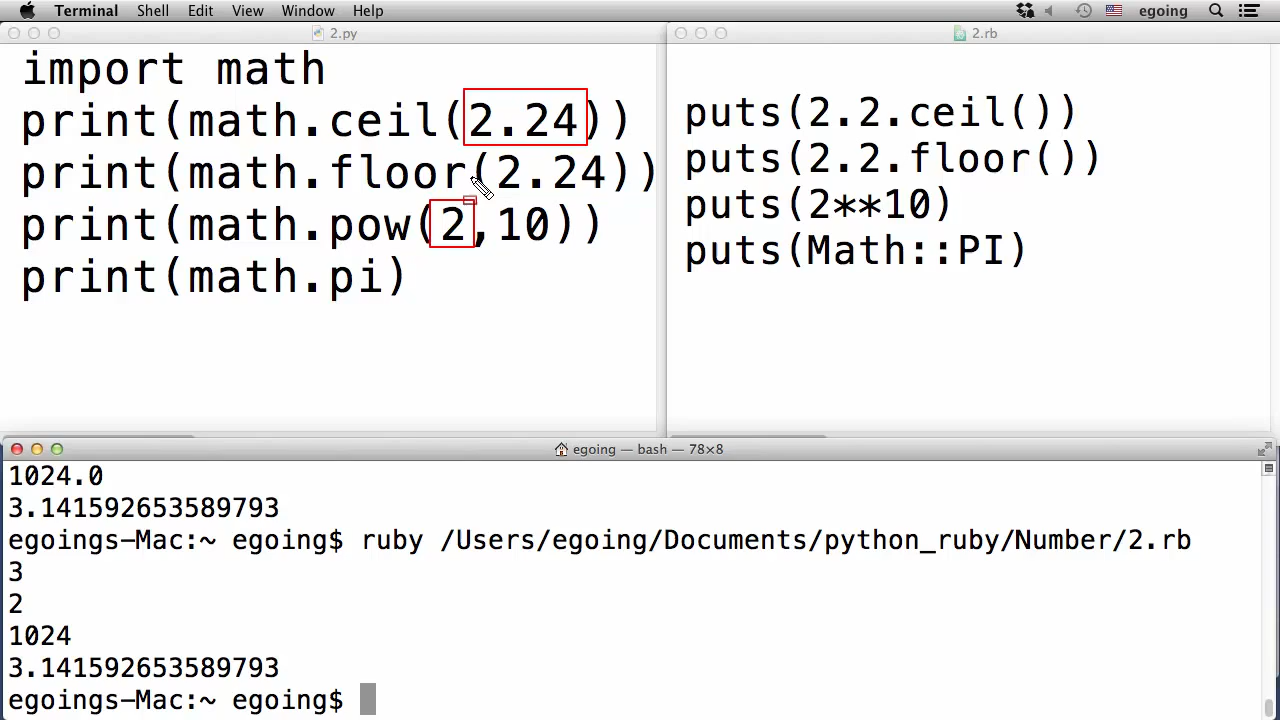 Terminal Shell Edit View Window Help egoing
2.py
import math
print(math.ceil(2.24))
print(math.floor(2.24))
print(math.pow(2,10))
print(math.pi)
2.rb
puts(2.2.ceil())
puts(2.2.floor())
puts(2**10)
puts(Math::PI)
egoing — bash — 78×8
1024.0
3.141592653589793
egoings-Mac:~ egoing$ ruby /Users/egoing/Documents/python_ruby/Number/2.rb
3
2
1024
3.141592653589793
egoings-Mac:~ egoing$